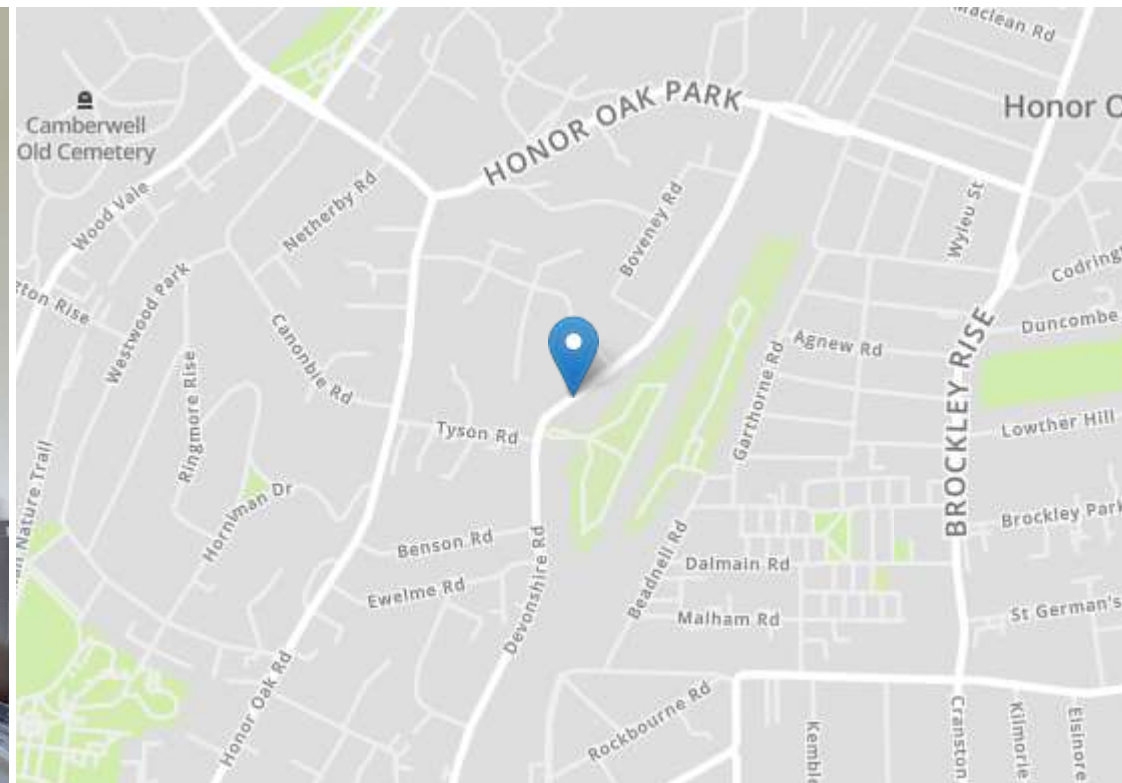 Maclean Rd
Camberwell
Old Cemetery
HONOR OAK PARK
Honor O
Wood Vale
Netherby Rd
Boveney Rd
Wyleu St
Codringt
gton Rise
Westwood Park
Canonbie Rd
Ringmore Rise
Agnew Rd
Duncombe
BROCKLEY RISE
Garthorne Rd
Tyson Rd
Lowther Hill
Nature Trail
Horniman Dr
Benson Rd
Brockley Park
Ewelme Rd
Devonshire Rd
Beadnell Rd
Dalmain Rd
Malham Rd
St German's
Honor Oak Rd
Rockbourne Rd
Kembl
Cranston
Kilmorie
Elsinore